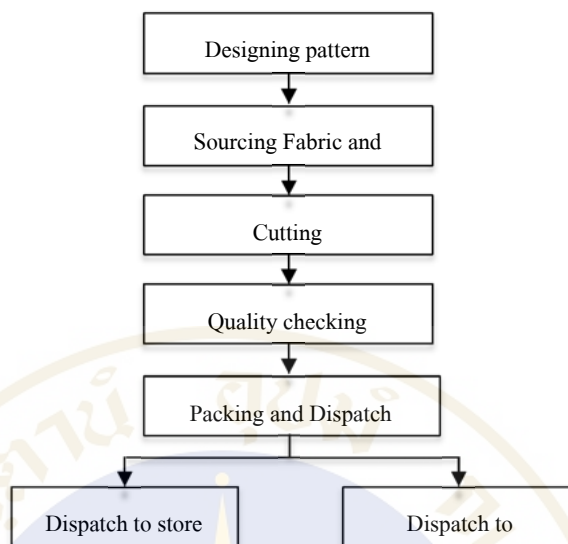 Designing pattern
Sourcing Fabric and
Cutting
Quality checking
Packing and Dispatch
Dispatch to store
Dispatch to